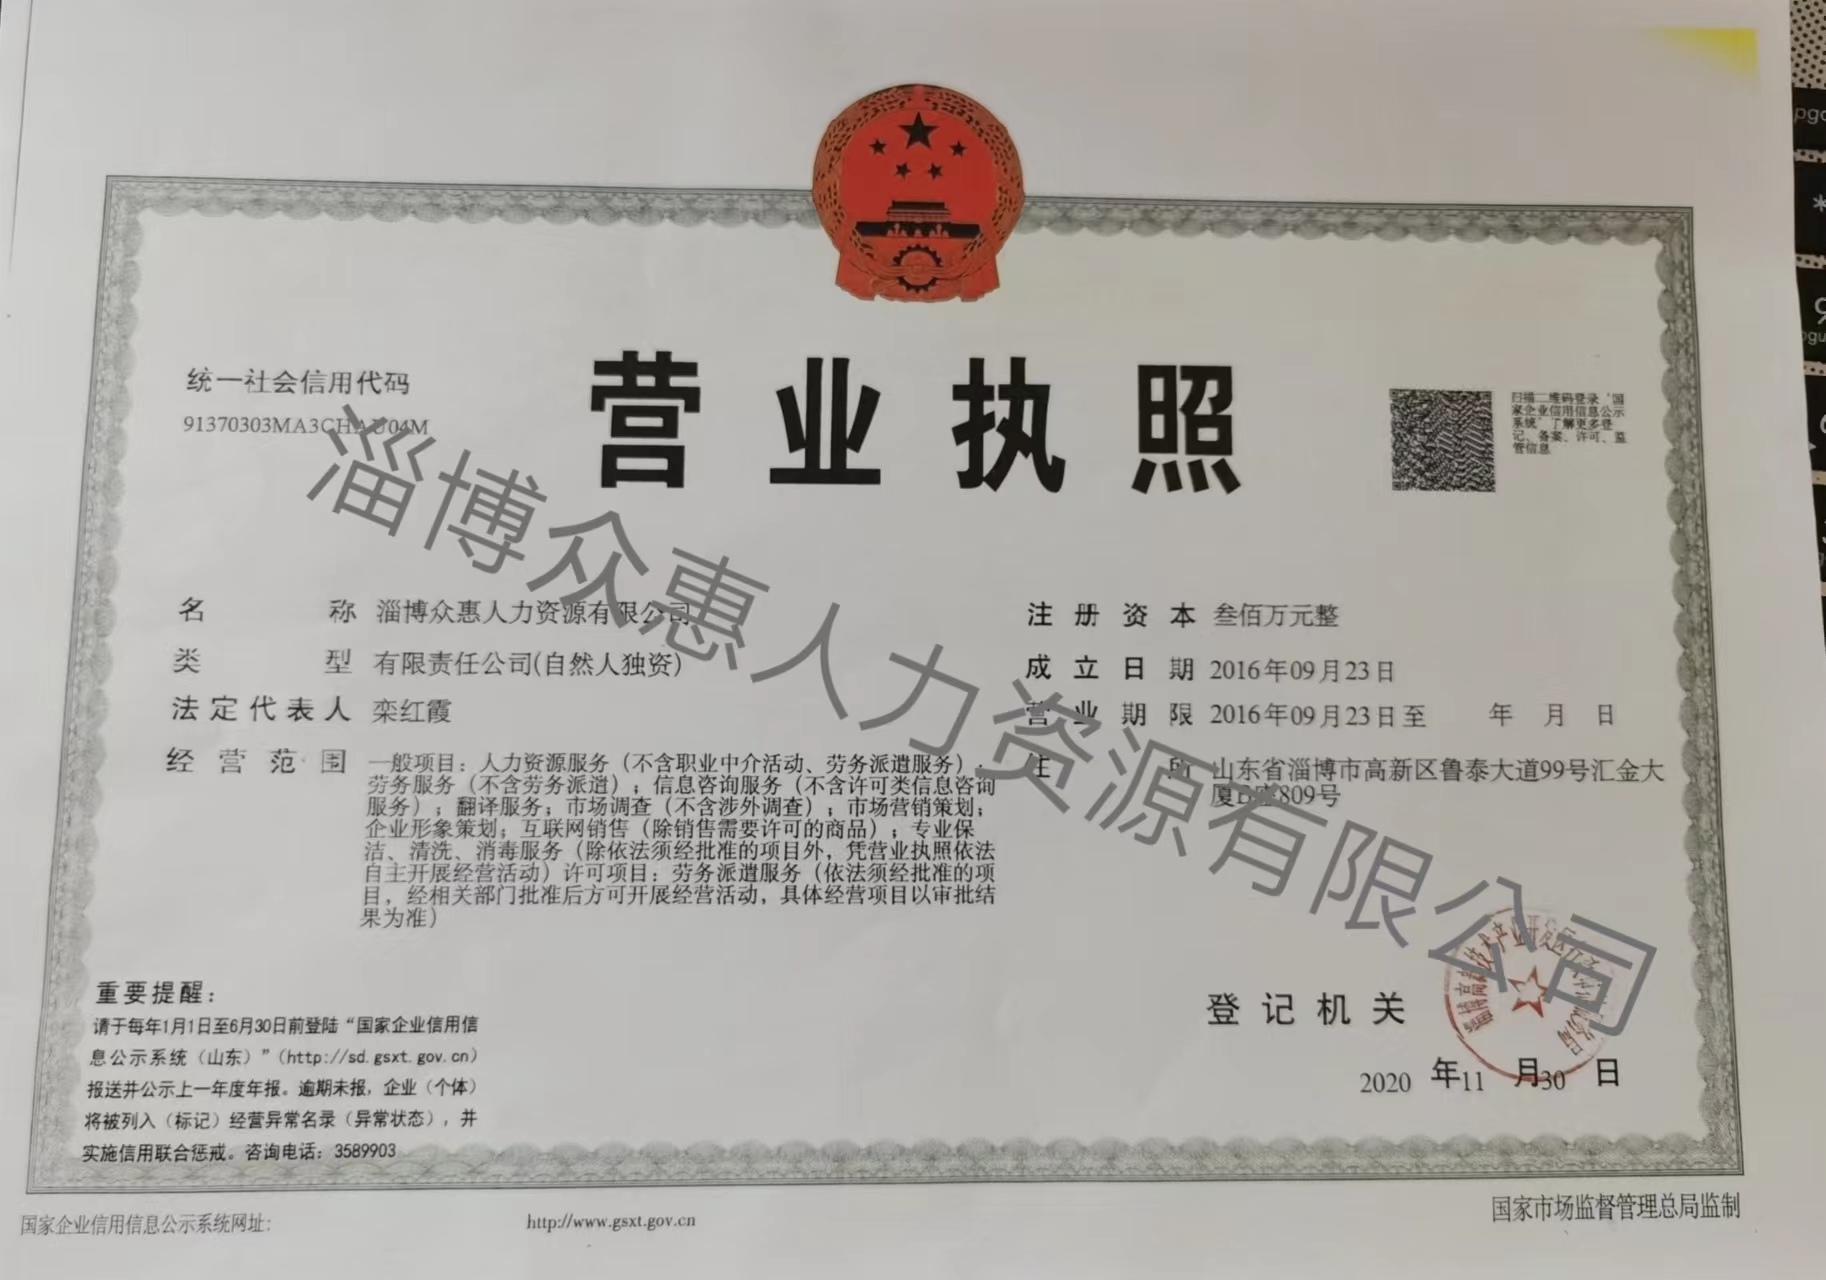 统一社会信用代码
91370303MA3CHAU04M
营业执照
扫描二维码登录‘国
家企业信用信息公示
系统’了解更多登
记、备案、许可、监
管信息
名称 淄博众惠人力资源有限公司
类型 有限责任公司(自然人独资)
法定代表人 栾红霞
经营范围 一般项目：人力资源服务（不含职业中介活动、劳务派遣服务）；
劳务服务（不含劳务派遣）；信息咨询服务（不含许可类信息咨询
服务）；翻译服务；市场调查（不含涉外调查）；市场营销策划；
企业形象策划；互联网销售（除销售需要许可的商品）；专业保
洁、清洗、消毒服务（除依法须经批准的项目外，凭营业执照依法
自主开展经营活动）许可项目：劳务派遣服务（依法须经批准的项
目，经相关部门批准后方可开展经营活动，具体经营项目以审批结
果为准）
注册资本 叁佰万元整
成立日期 2016年09月23日
营业期限 2016年09月23日至 年 月 日
住所 山东省淄博市高新区鲁泰大道99号汇金大
厦B座809号
淄博众惠人力资源有限公司
重要提醒：
请于每年1月1日至6月30日前登陆“国家企业信用信
息公示系统（山东）”（http://sd.gsxt.gov.cn）
报送并公示上一年度年报。逾期未报，企业（个体）
将被列入（标记）经营异常名录（异常状态），并
实施信用联合惩戒。咨询电话：3589903
登记机关
2020 年11 月30 日
国家企业信用信息公示系统网址：
http://www.gsxt.gov.cn
国家市场监督管理总局监制